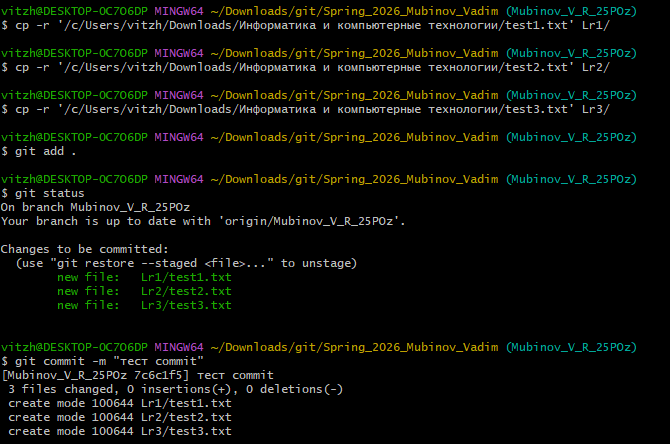 vitzh@DESKTOP-OC7O6DP MINGW64 ~/Downloads/git/Spring_2026_Mubinov_Vadim (Mubinov_V_R_25POz)
$ cp -r '/c/Users/vitzh/Downloads/Информатика и компьютерные технологии/test1.txt' Lr1/
vitzh@DESKTOP-OC7O6DP MINGW64 ~/Downloads/git/Spring_2026_Mubinov_Vadim (Mubinov_V_R_25POz)
$ cp -r '/c/Users/vitzh/Downloads/Информатика и компьютерные технологии/test2.txt' Lr2/
vitzh@DESKTOP-OC7O6DP MINGW64 ~/Downloads/git/Spring_2026_Mubinov_Vadim (Mubinov_V_R_25POz)
$ cp -r '/c/Users/vitzh/Downloads/Информатика и компьютерные технологии/test3.txt' Lr3/
vitzh@DESKTOP-OC7O6DP MINGW64 ~/Downloads/git/Spring_2026_Mubinov_Vadim (Mubinov_V_R_25POz)
$ git add .
vitzh@DESKTOP-OC7O6DP MINGW64 ~/Downloads/git/Spring_2026_Mubinov_Vadim (Mubinov_V_R_25POz)
$ git status
On branch Mubinov_V_R_25POz
Your branch is up to date with 'origin/Mubinov_V_R_25POz'.
Changes to be committed:
  (use "git restore --staged <file>..." to unstage)
        new file:   Lr1/test1.txt
        new file:   Lr2/test2.txt
        new file:   Lr3/test3.txt
vitzh@DESKTOP-OC7O6DP MINGW64 ~/Downloads/git/Spring_2026_Mubinov_Vadim (Mubinov_V_R_25POz)
$ git commit -m "тест commit"
[Mubinov_V_R_25POz 7c6c1f5] тест commit
 3 files changed, 0 insertions(+), 0 deletions(-)
 create mode 100644 Lr1/test1.txt
 create mode 100644 Lr2/test2.txt
 create mode 100644 Lr3/test3.txt